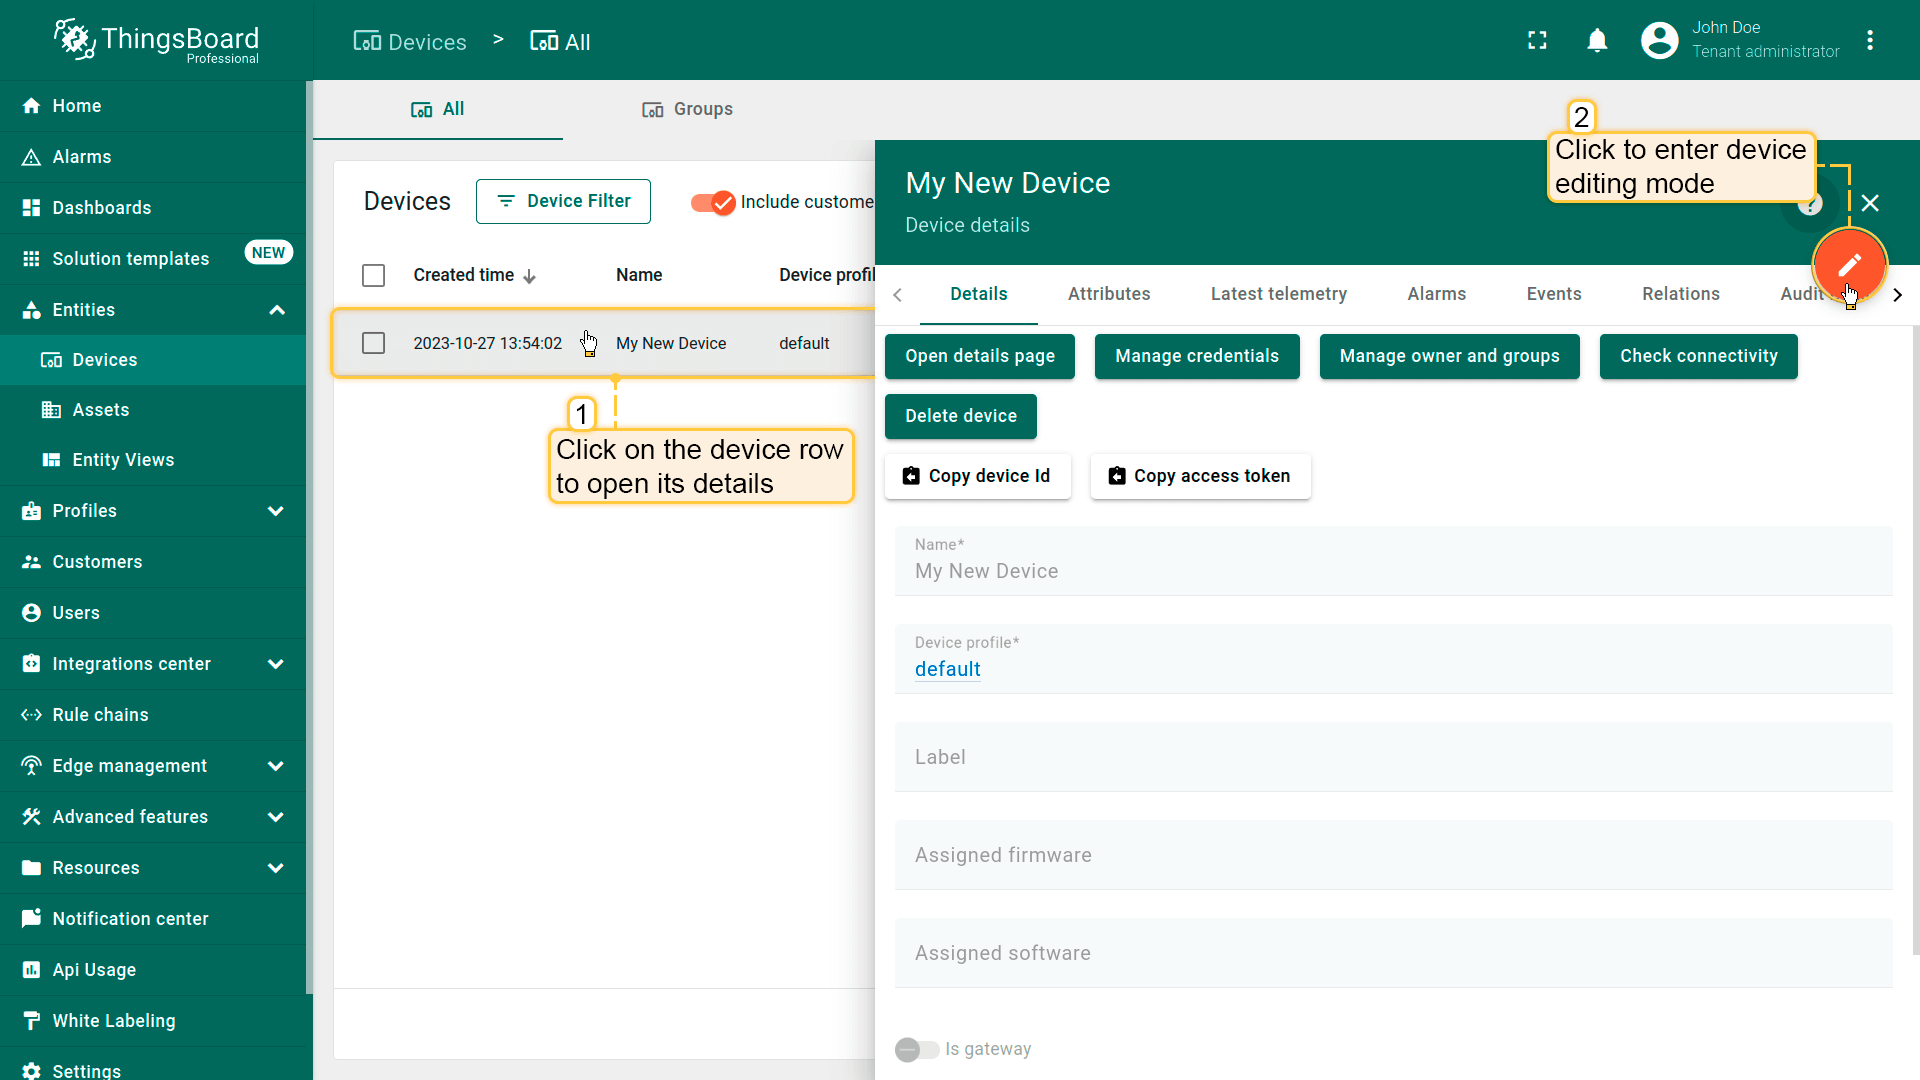 ThingsBoard
Professional
Devices > All
John Doe
Tenant administrator
Home
Alarms
Dashboards
Solution templates NEW
Entities
Devices
Assets
Entity Views
Profiles
Customers
Users
Integrations center
Rule chains
Edge management
Advanced features
Resources
Notification center
Api Usage
White Labeling
Settings
All Groups
Devices Device Filter Include custome
Created time Name Device profil
2023-10-27 13:54:02 My New Device default
1
Click on the device row
to open its details
My New Device
Device details
2
Click to enter device
editing mode
Details Attributes Latest telemetry Alarms Events Relations Audit
Open details page Manage credentials Manage owner and groups Check connectivity
Delete device
Copy device Id Copy access token
Name*
My New Device
Device profile*
default
Label
Assigned firmware
Assigned software
Is gateway